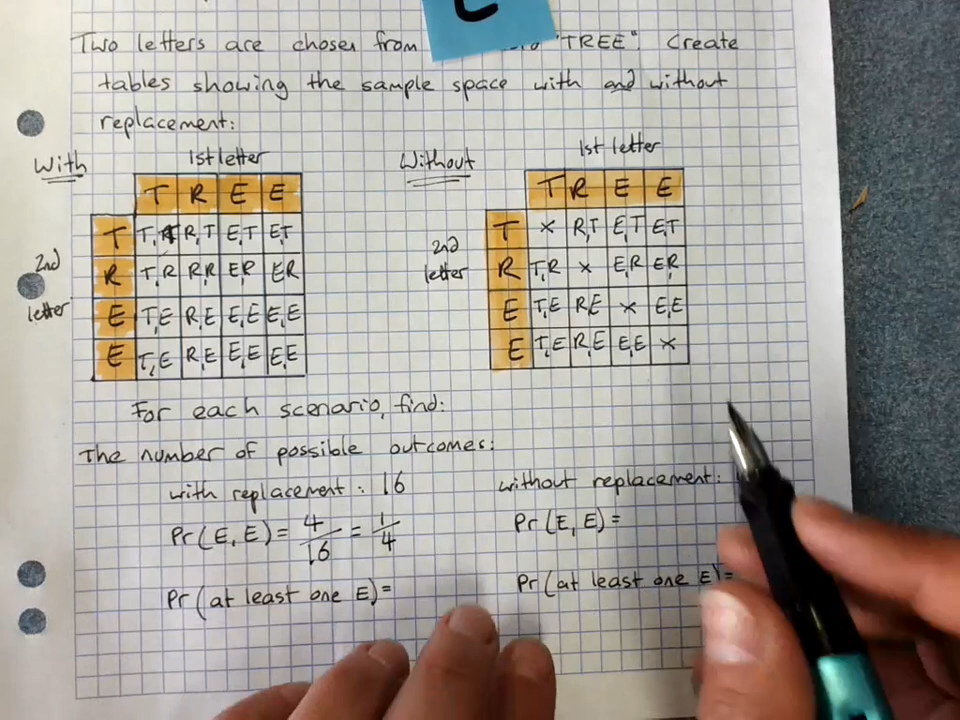 Two letters are chosen from "TREE". Create
tables showing the sample space with and without
replacement:
With
1st letter
T R E E
2nd letter
T T, R,T E,T E,T
R T,R R,R E,R E,R
E T,E R,E E,E E,E
E T,E R,E E,E E,E
Without
1st letter
T R E E
2nd letter
T × R,T E,T E,T
R T,R × E,R E,R
E T,E R,E × E,E
E T,E R,E E,E ×
For each scenario, find:
The number of possible outcomes:
with replacement: 16
Pr(E, E) = 4/16 = 1/4
Pr(at least one E) =
without replacement:
Pr(E, E) =
Pr(at least one E) =